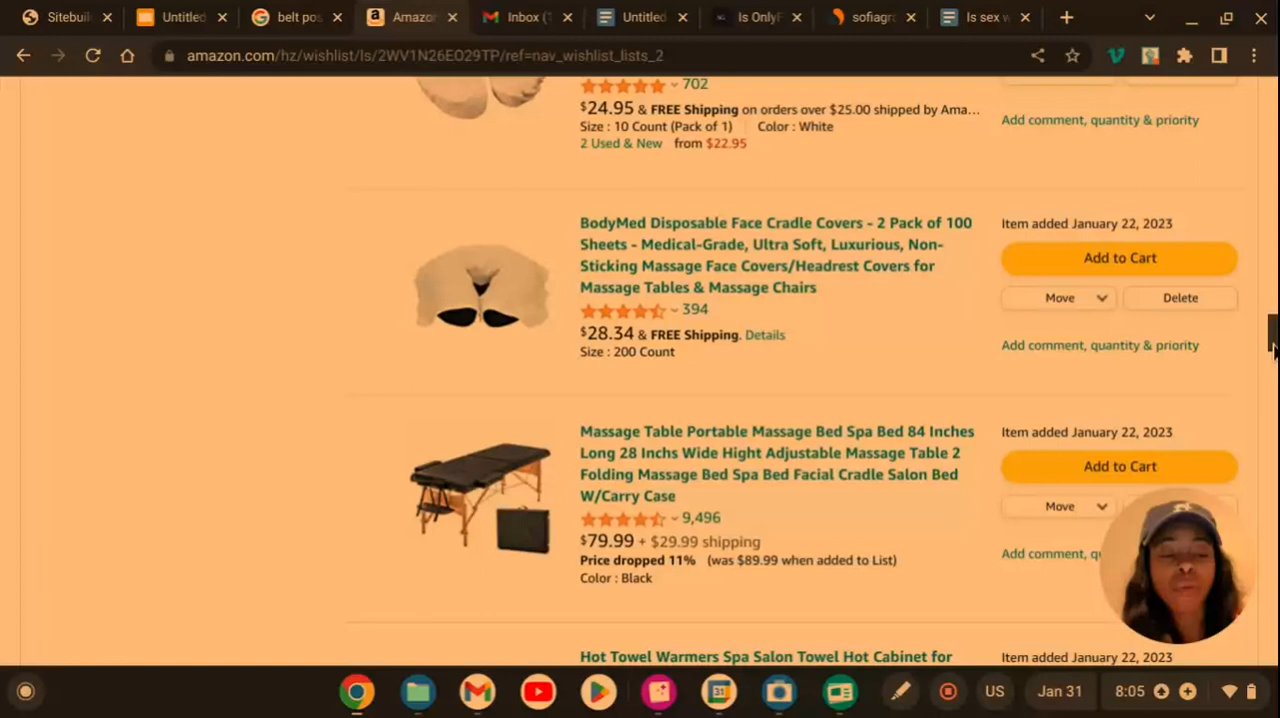 Sitebui
Untitled
belt pos
Amazon
Inbox (1
Untitled
Is OnlyF
sofiagra
Is sex w
amazon.com/hz/wishlist/ls/2WV1N26EO29TP/ref=nav_wishlist_lists_2
702
$24.95 & FREE Shipping on orders over $25.00 shipped by Ama...
Size : 10 Count (Pack of 1) Color : White
2 Used & New from $22.95
Add comment, quantity & priority
BodyMed Disposable Face Cradle Covers - 2 Pack of 100
Sheets - Medical-Grade, Ultra Soft, Luxurious, Non-
Sticking Massage Face Covers/Headrest Covers for
Massage Tables & Massage Chairs
394
$28.34 & FREE Shipping. Details
Size : 200 Count
Item added January 22, 2023
Add to Cart
Move Delete
Add comment, quantity & priority
Massage Table Portable Massage Bed Spa Bed 84 Inches
Long 28 Inchs Wide Hight Adjustable Massage Table 2
Folding Massage Bed Spa Bed Facial Cradle Salon Bed
W/Carry Case
9,496
$79.99 + $29.99 shipping
Price dropped 11% (was $89.99 when added to List)
Color : Black
Item added January 22, 2023
Add to Cart
Move
Add comment, qu
Hot Towel Warmers Spa Salon Towel Hot Cabinet for
Item added January 22, 2023
US
Jan 31
8:05